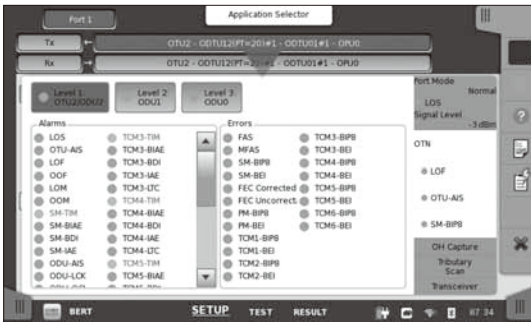 Port 1
Application Selector
Tx
OTU2 - ODTU12(PT=20)#1 - ODTU01#1 - OPU0
Rx
OTU2 - ODTU12(PT=20)#1 - ODTU01#1 - OPU0
Level 1
OTU2/ODU2
Level 2
ODU1
Level 3
ODU0
Port Mode
Normal
LOS
Signal Level
-3 dBm
OTN
LOF
OTU-AIS
SM-BIP8
OH Capture
Tributary
Scan
Transceiver
Alarms
LOS
OTU-AIS
LOF
OOF
LOM
OOM
SM-TIM
SM-BIAE
SM-BDI
SM-IAE
ODU-AIS
ODU-LCK
TCM3-TIM
TCM3-BIAE
TCM3-BDI
TCM3-IAE
TCM3-LTC
TCM4-TIM
TCM4-BIAE
TCM4-BDI
TCM4-IAE
TCM4-LTC
TCM5-TIM
TCM5-BIAE
Errors
FAS
MFAS
SM-BIP8
SM-BEI
FEC Corrected
FEC Uncorrect.
PM-BIP8
PM-BEI
TCM1-BIP8
TCM1-BEI
TCM2-BIP8
TCM2-BEI
TCM3-BIP8
TCM3-BEI
TCM4-BIP8
TCM4-BEI
TCM5-BIP8
TCM5-BEI
TCM6-BIP8
TCM6-BEI
BERT
SETUP
TEST
RESULT